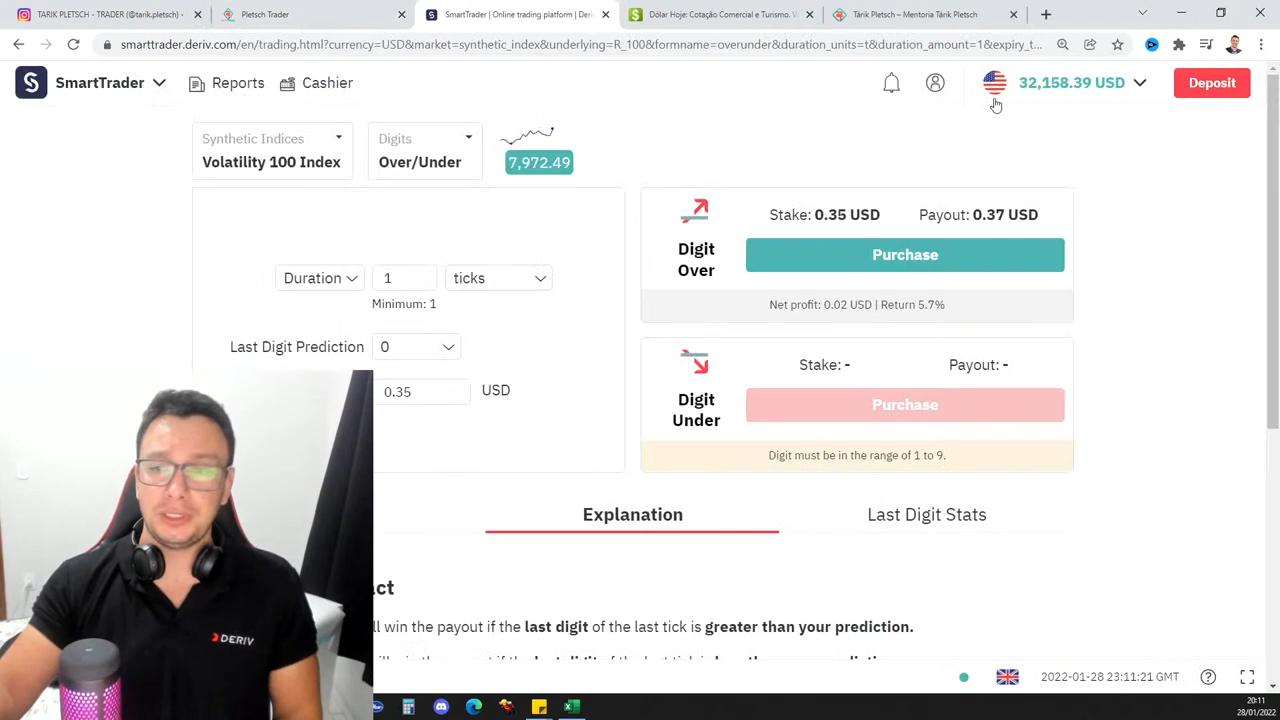 TARIK PLETSCH - TRADER (@tarik.pletsch) •
Pletsch Trader
SmartTrader | Online trading platform | Deri
Dólar Hoje: Cotação Comercial e Turismo. V
Tárik Pletsch – Mentoria Tárik Pletsch
smarttrader.deriv.com/en/trading.html?currency=USD&market=synthetic_index&underlying=R_100&formname=overunder&duration_units=t&duration_amount=1&expiry_t...
SmartTrader
Reports
Cashier
32,158.39 USD
Deposit
Synthetic Indices
Volatility 100 Index
Digits
Over/Under
7,972.49
Duration
1
ticks
Minimum: 1
Last Digit Prediction
0
0.35
USD
Digit
Over
Stake: 0.35 USD
Payout: 0.37 USD
Purchase
Net profit: 0.02 USD | Return 5.7%
Digit
Under
Stake: -
Payout: -
Purchase
Digit must be in the range of 1 to 9.
Explanation
Last Digit Stats
act
ll win the payout if the last digit of the last tick is greater than your prediction.
DERIV
2022-01-28 23:11:21 GMT
20:11
28/01/2022